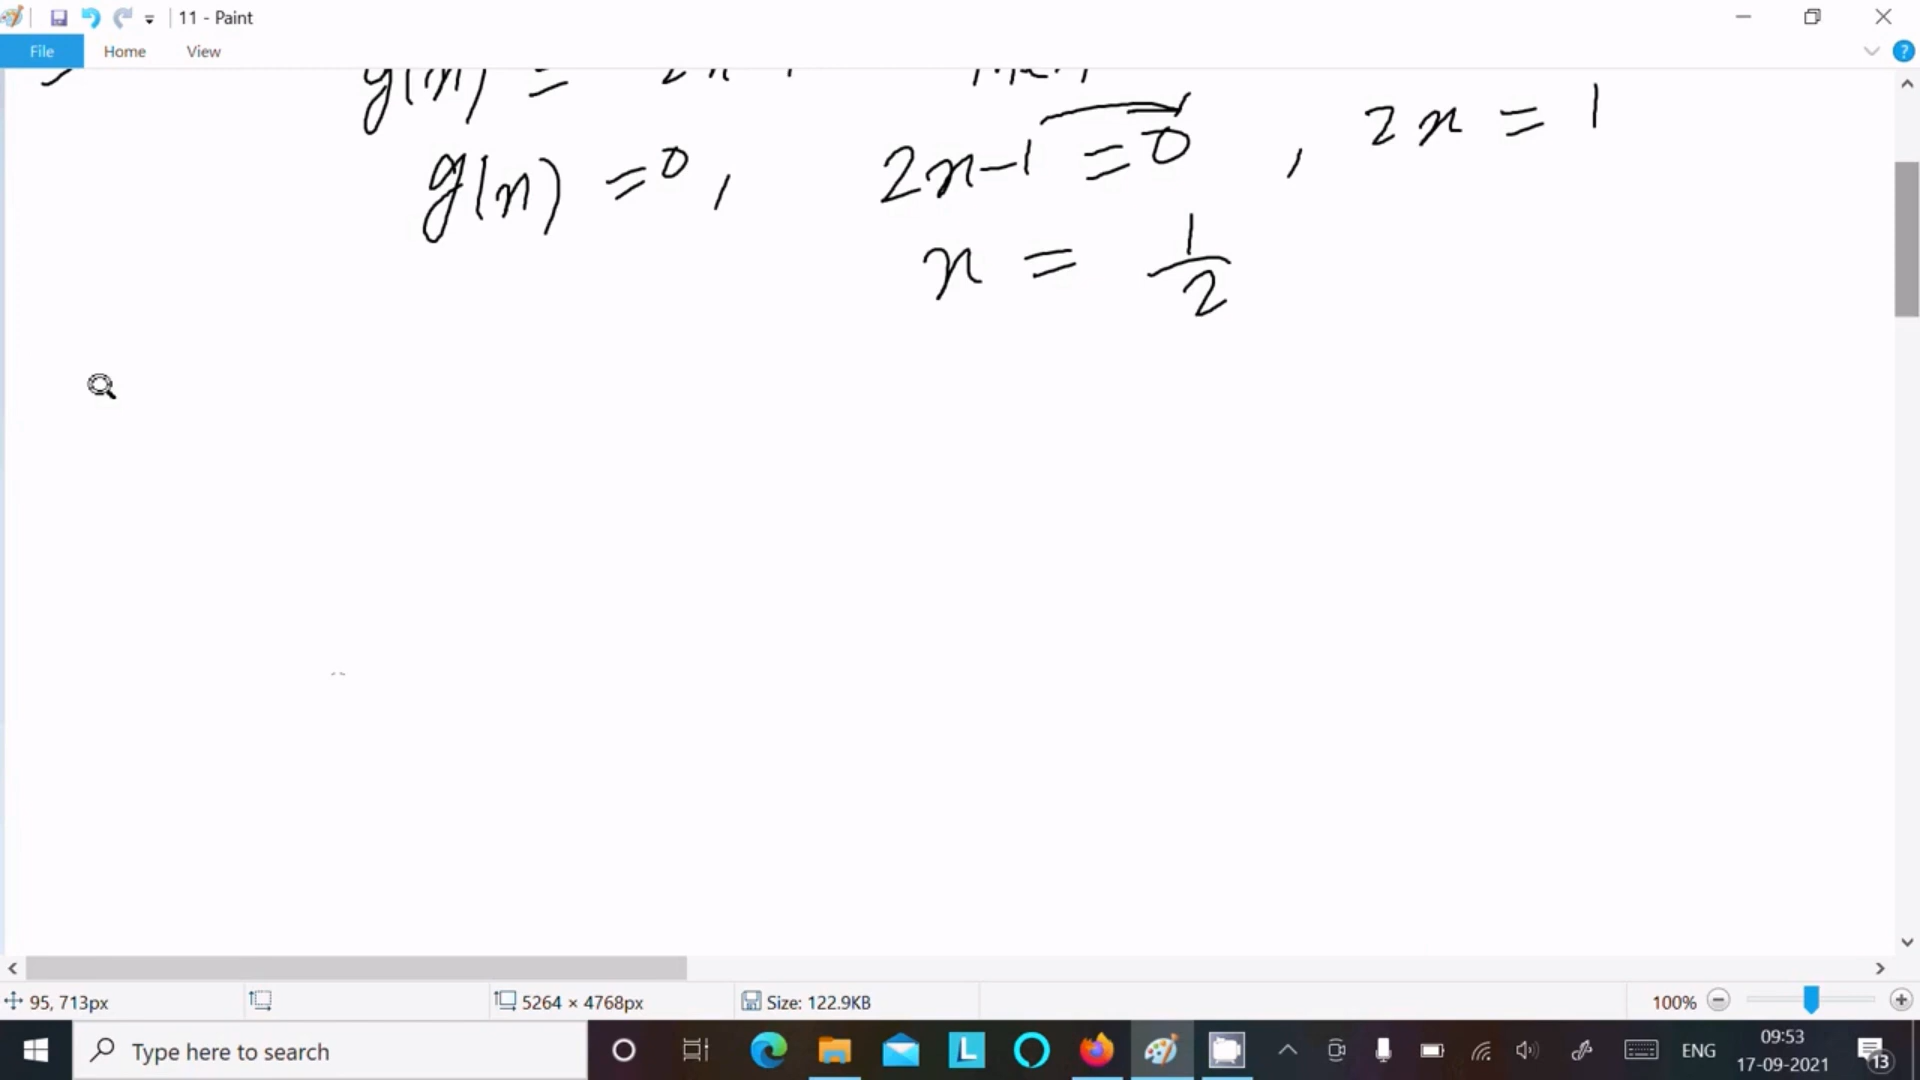 11 - Paint
File Home View
2x = 1
g(x) = 0, 2x-1 = 0 ,
x = 1/2
95, 713px 5264 × 4768px Size: 122.9KB 100%
Type here to search L ENG 09:53
17-09-2021 13